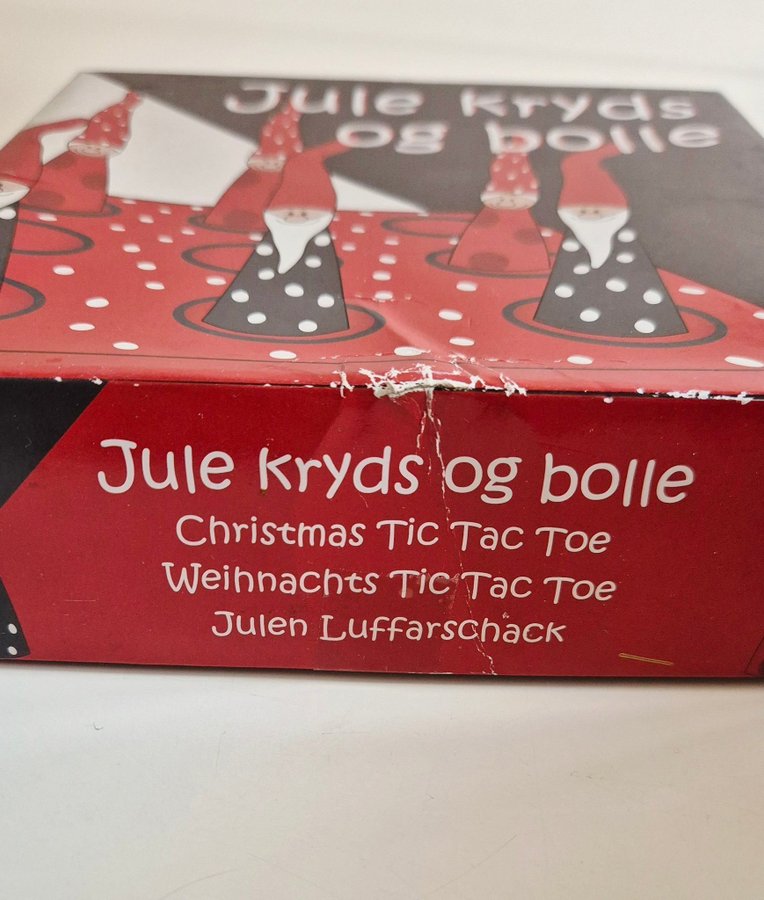 Jule kryds
og bolle
Jule kryds og bolle
Christmas Tic Tac Toe
Weihnachts Tic Tac Toe
Julen Luffarschack